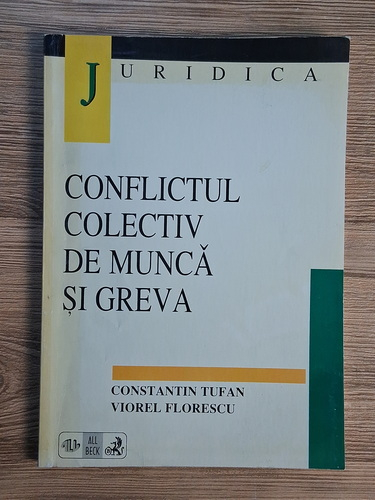 JURIDICA
CONFLICTUL
COLECTIV
DE MUNCĂ
ȘI GREVA
CONSTANTIN TUFAN
VIOREL FLORESCU
ALL
BECK